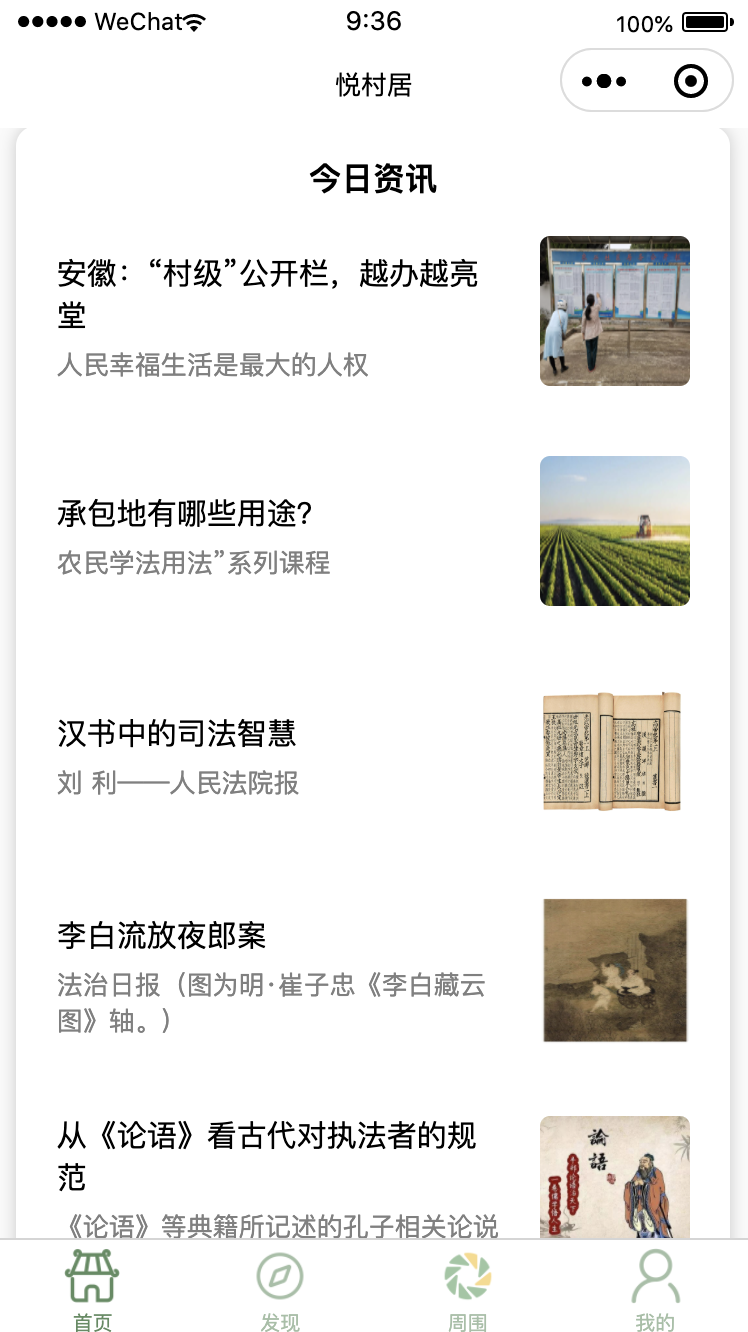 ●●●●● WeChat 9:36 100%
悦村居
今日资讯
安徽：“村级”公开栏，越办越亮
堂
人民幸福生活是最大的人权
承包地有哪些用途?
农民学法用法”系列课程
汉书中的司法智慧
刘 利——人民法院报
李白流放夜郎案
法治日报（图为明·崔子忠《李白藏云
图》轴。）
从《论语》看古代对执法者的规
范
《论语》等典籍所记述的孔子相关论说
論
語
首页 发现 周围 我的